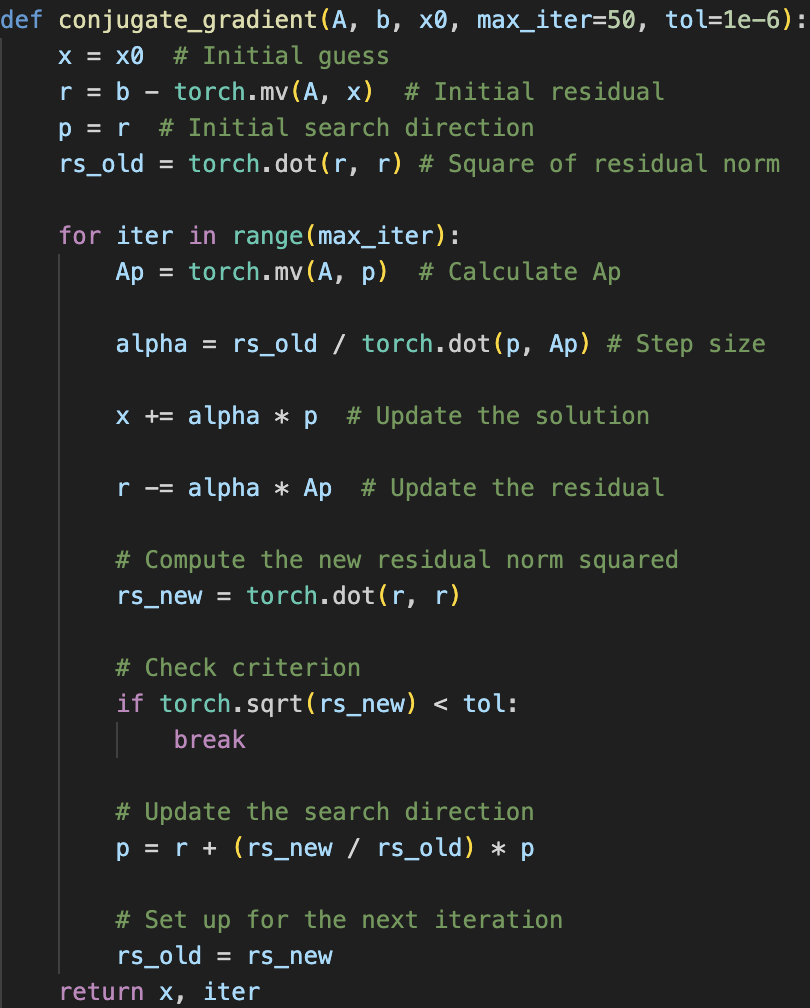 def conjugate_gradient(A, b, x0, max_iter=50, tol=1e-6):
    x = x0  # Initial guess
    r = b - torch.mv(A, x)  # Initial residual
    p = r  # Initial search direction
    rs_old = torch.dot(r, r) # Square of residual norm

    for iter in range(max_iter):
        Ap = torch.mv(A, p)  # Calculate Ap

        alpha = rs_old / torch.dot(p, Ap) # Step size

        x += alpha * p  # Update the solution

        r -= alpha * Ap  # Update the residual

        # Compute the new residual norm squared
        rs_new = torch.dot(r, r)

        # Check criterion
        if torch.sqrt(rs_new) < tol:
            break

        # Update the search direction
        p = r + (rs_new / rs_old) * p

        # Set up for the next iteration
        rs_old = rs_new
    return x, iter